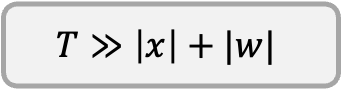 T ≫ |x| + |w|